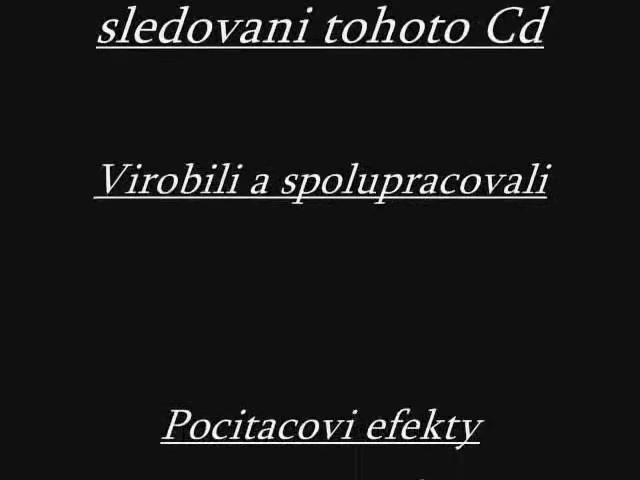 sledovani tohoto Cd
Virobili a spolupracovali
Pocitacovi efekty